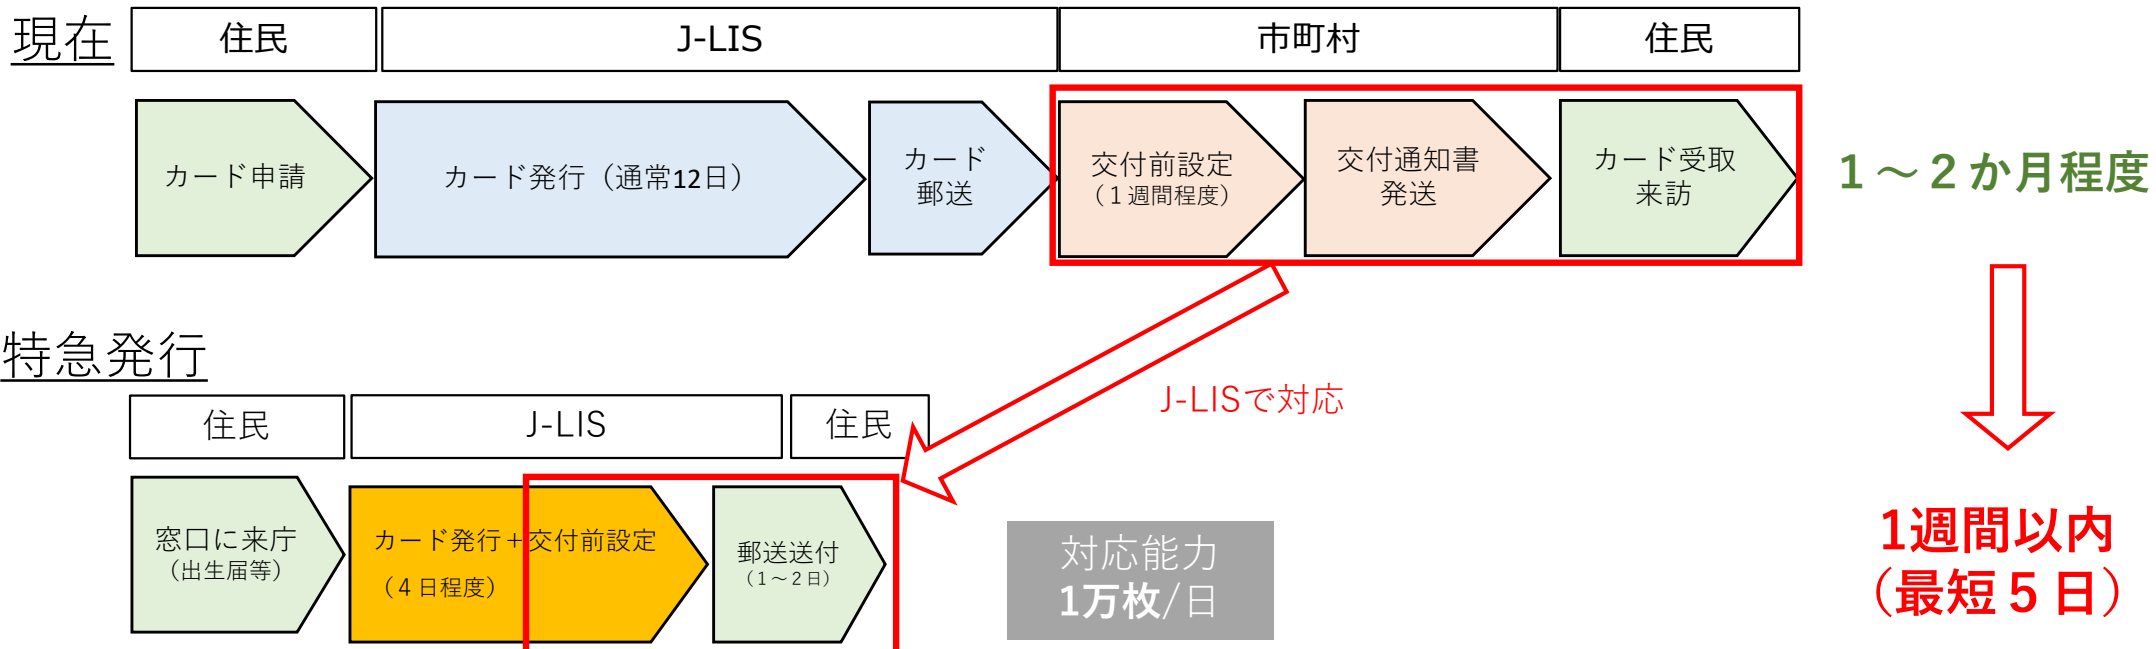 現在
住民
J-LIS
市町村
住民
カード申請
カード発行（通常12日）
カード
郵送
交付前設定
（１週間程度）
交付通知書
発送
カード受取
来訪
１～２か月程度
特急発行
J-LISで対応
住民
J-LIS
住民
窓口に来庁
（出生届等）
カード発行＋交付前設定
（４日程度）
郵送送付
（１～２日）
対応能力
1万枚/日
1週間以内
（最短５日）